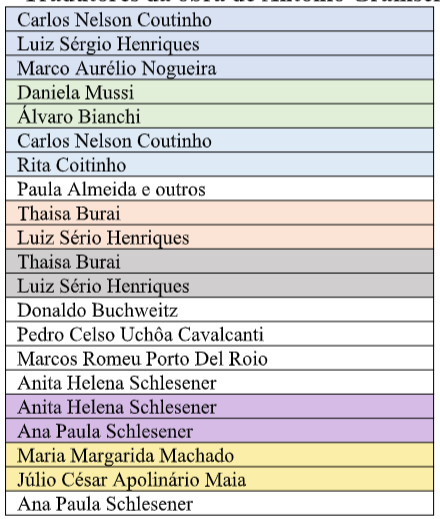 Tradutores da obra de Antonio Gramsci
Carlos Nelson Coutinho
Luiz Sérgio Henriques
Marco Aurélio Nogueira
Daniela Mussi
Álvaro Bianchi
Carlos Nelson Coutinho
Rita Coitinho
Paula Almeida e outros
Thaisa Burai
Luiz Sério Henriques
Thaisa Burai
Luiz Sério Henriques
Donaldo Buchweitz
Pedro Celso Uchôa Cavalcanti
Marcos Romeu Porto Del Roio
Anita Helena Schlesener
Anita Helena Schlesener
Ana Paula Schlesener
Maria Margarida Machado
Júlio César Apolinário Maia
Ana Paula Schlesener